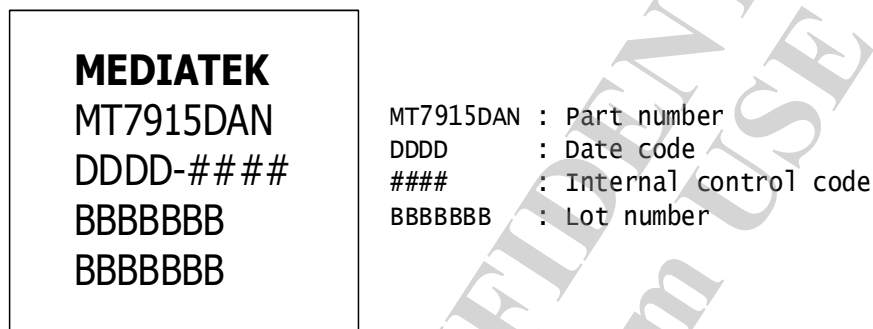 MEDIATEK
MT7915DAN
DDDD-####
BBBBBBB
BBBBBBB
MT7915DAN : Part number
DDDD : Date code
#### : Internal control code
BBBBBBB : Lot number